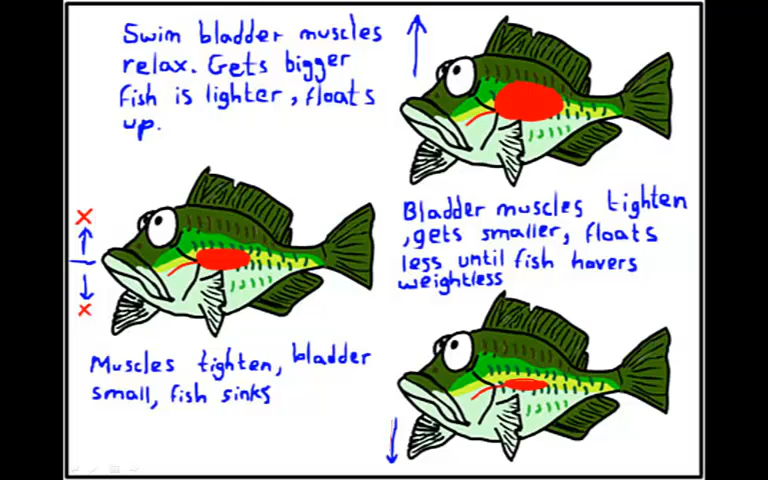 Swim bladder muscles
relax. Gets bigger
Fish is lighter, floats
up.
Bladder muscles tighten
, gets smaller, floats
less until fish hovers
weightless
Muscles tighten, bladder
small, fish sinks